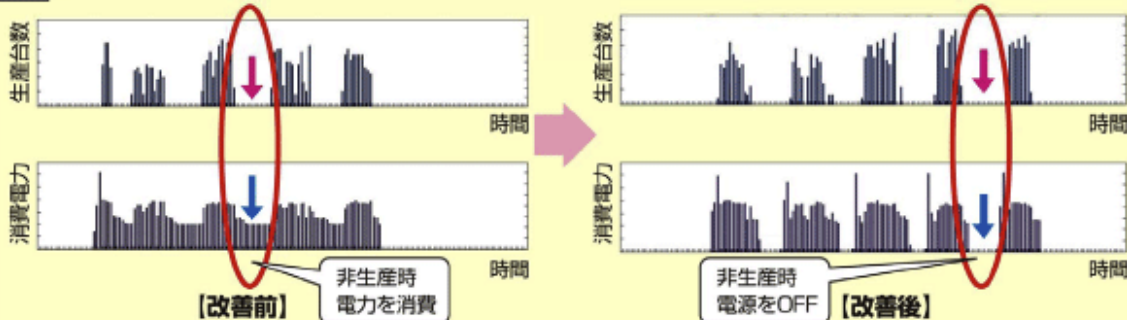 生産台数
時間
消費電力
時間
非生産時
電力を消費
【改善前】
生産台数
時間
消費電力
時間
非生産時
電源をOFF
【改善後】